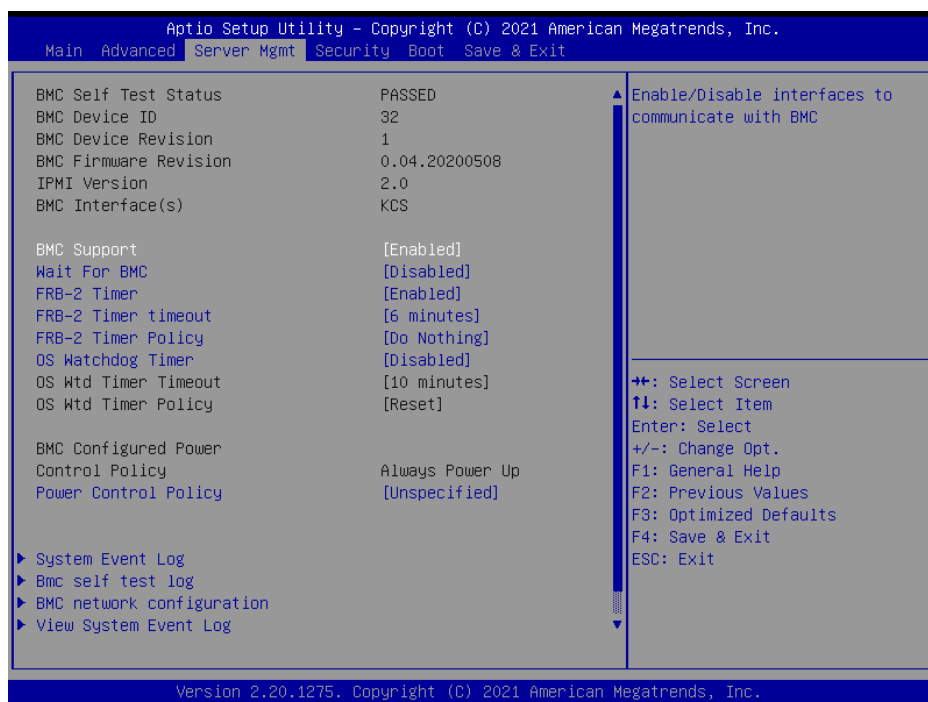 Aptio Setup Utility – Copyright (C) 2021 American Megatrends, Inc.
Main Advanced Server Mgmt Security Boot Save & Exit
BMC Self Test Status PASSED
BMC Device ID 32
BMC Device Revision 1
BMC Firmware Revision 0.04.20200508
IPMI Version 2.0
BMC Interface(s) KCS
BMC Support [Enabled]
Wait For BMC [Disabled]
FRB-2 Timer [Enabled]
FRB-2 Timer timeout [6 minutes]
FRB-2 Timer Policy [Do Nothing]
OS Watchdog Timer [Disabled]
OS Wtd Timer Timeout [10 minutes]
OS Wtd Timer Policy [Reset]
BMC Configured Power
Control Policy Always Power Up
Power Control Policy [Unspecified]
System Event Log
Bmc self test log
BMC network configuration
View System Event Log
Enable/Disable interfaces to
communicate with BMC
→←: Select Screen
↑↓: Select Item
Enter: Select
+/-: Change Opt.
F1: General Help
F2: Previous Values
F3: Optimized Defaults
F4: Save & Exit
ESC: Exit
Version 2.20.1275. Copyright (C) 2021 American Megatrends, Inc.